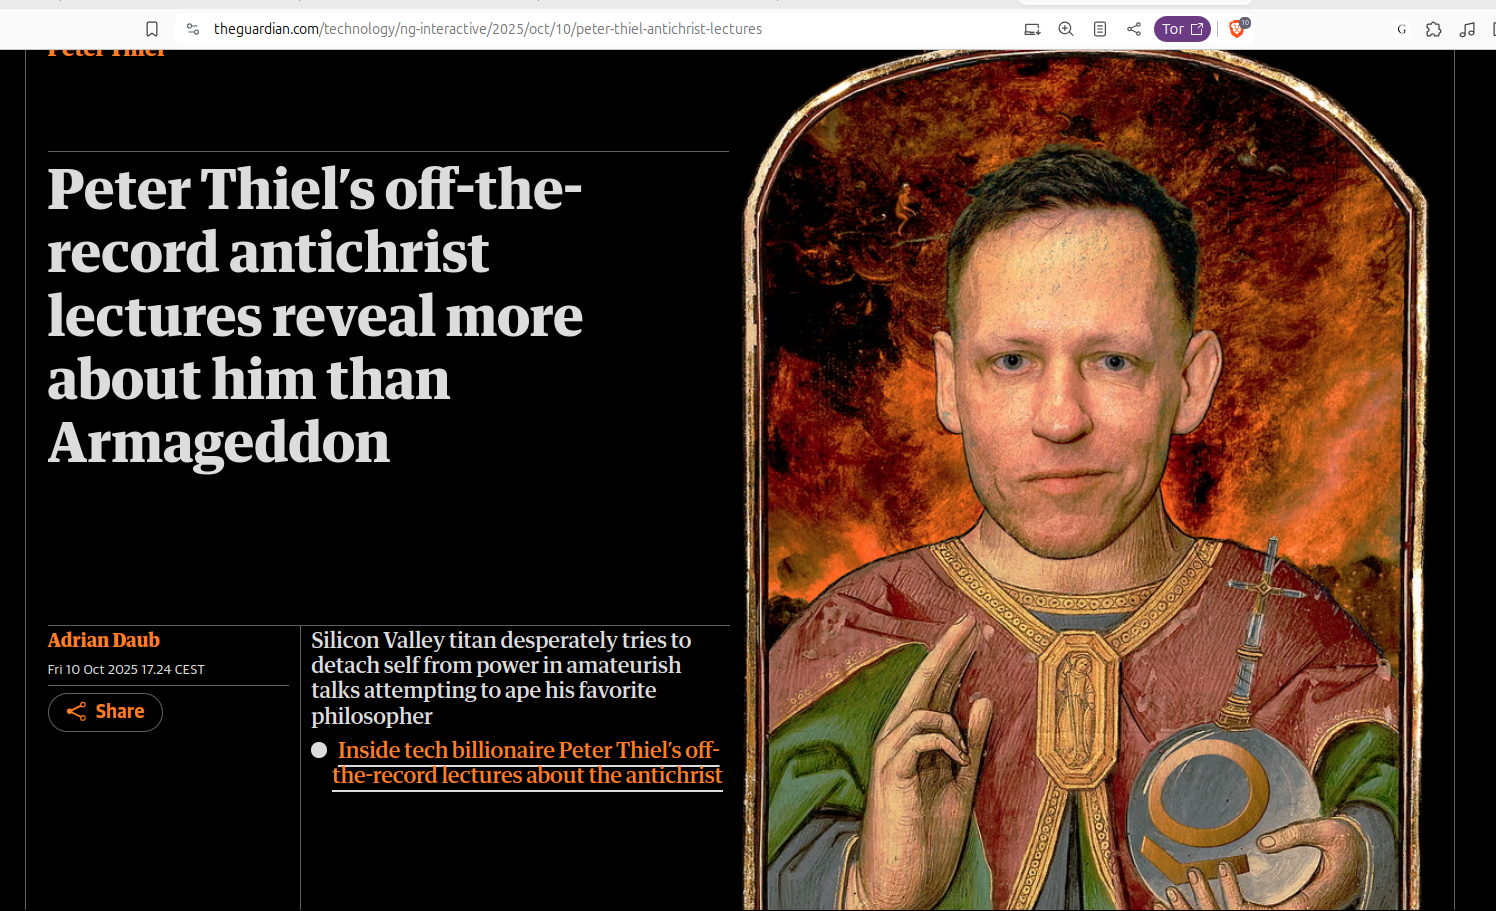 theguardian.com/technology/ng-interactive/2025/oct/10/peter-thiel-antichrist-lectures
Tor
10
G
Peter Thiel
Peter Thiel’s off-the-
record antichrist
lectures reveal more
about him than
Armageddon
Adrian Daub
Fri 10 Oct 2025 17.24 CEST
Share
Silicon Valley titan desperately tries to
detach self from power in amateurish
talks attempting to ape his favorite
philosopher
Inside tech billionaire Peter Thiel’s off-
the-record lectures about the antichrist